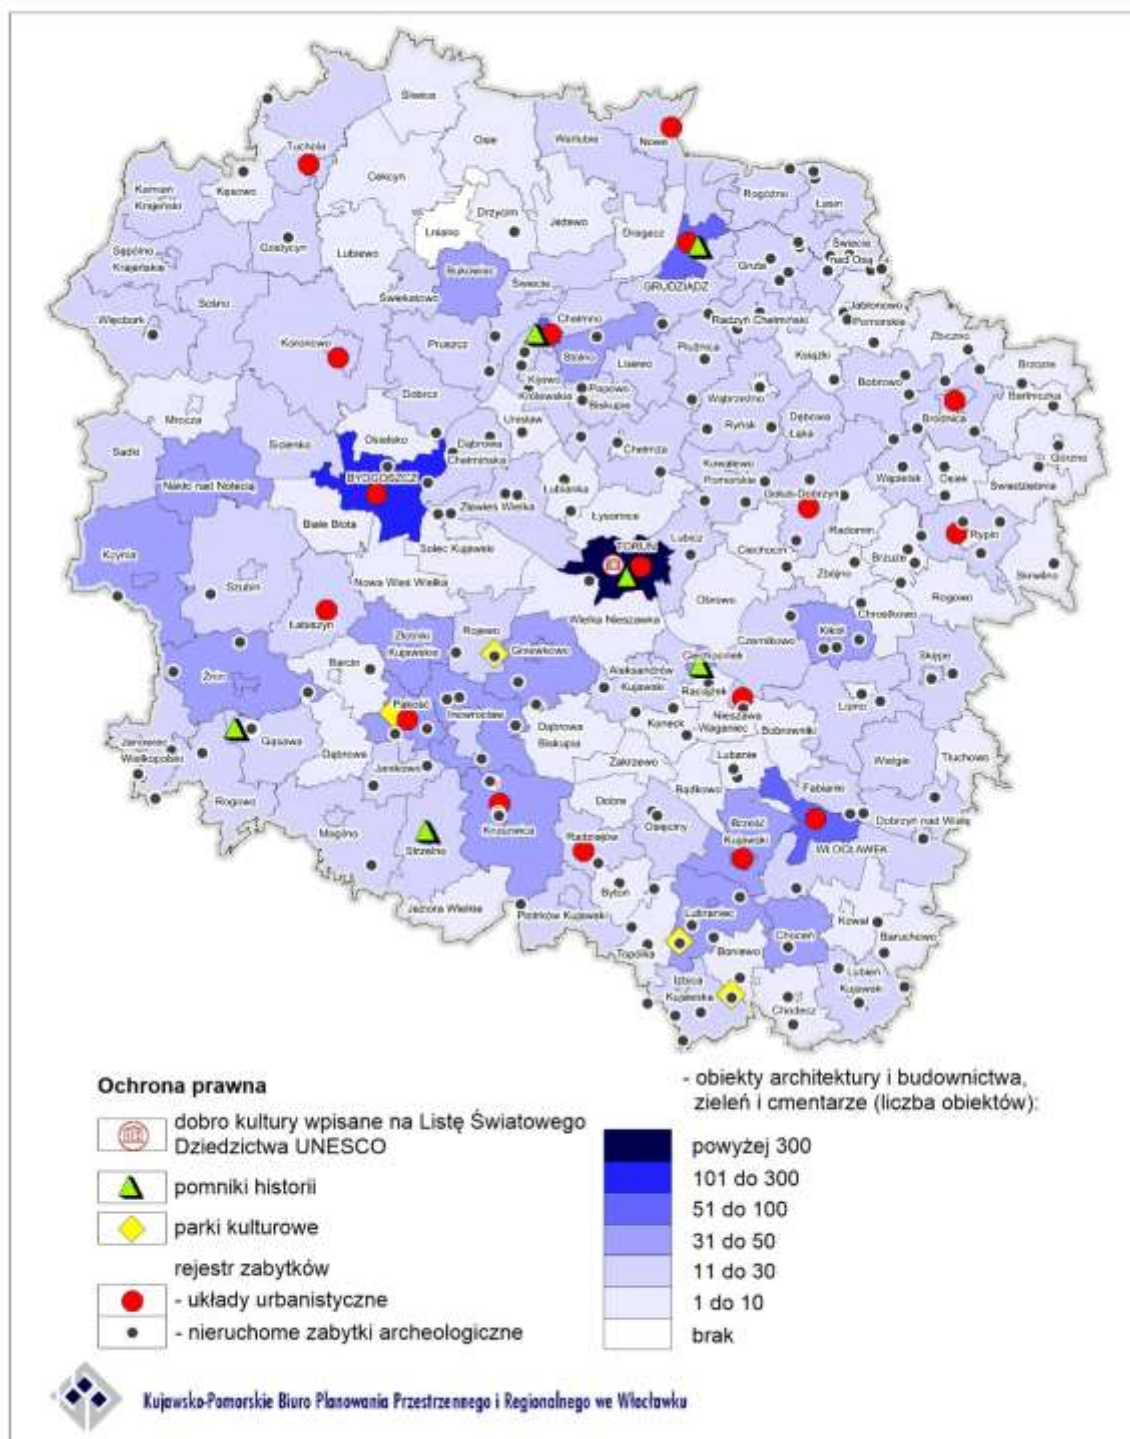 Śliwice
Osie
Warlubie
Nowe
Tuchola
Cekcyn
Kęsowo
Kamień
Krajeński
Rogóźno
Łasin
Drzycim
Jeżewo
Lniano
Dragacz
Gostycyn
Lubiewo
Sępólno
Krajeńskie
Świecie
nad Osą
Gruta
Bukowiec
Świecie
GRUDZIĄDZ
Świekatowo
Sośno
Więcbork
Chełmno
Radzyń Chełmiński
Jabłonowo
Pomorskie
Zbiczno
Koronowo
Pruszcz
Stolno
Lisewo
Płużnica
Książki
Brzozie
Kijewo
Królewskie
Papowo
Biskupie
Bobrowo
Bartniczka
Dobrcz
Wąbrzeźno
Mrocza
Unisław
Ryńsk
Dębowa
Łąka
Brodnica
Osielsko
Sicienko
Dąbrowa
Chełmińska
Chełmża
Górzno
Sadki
Kowalewo
Pomorskie
Wąpielsk
Osiek
Świedziebnia
BYDGOSZCZ
Nakło nad Notecią
Łubianka
Golub-Dobrzyń
Zławieś Wielka
Łysomice
Radomin
Rypin
Białe Błota
Solec Kujawski
TORUŃ
Lubicz
Ciechocin
Brzuze
Kcynia
Zbójno
Skrwilno
Szubin
Nowa Wieś Wielka
Obrowo
Rogowo
Łabiszyn
Wielka Nieszawka
Chrostkowo
Złotniki
Kujawskie
Rojewo
Gniewkowo
Czernikowo
Kikół
Barcin
Żnin
Aleksandrów
Kujawski
Ciechocinek
Raciążek
Skępe
Pakość
Inowrocław
Nieszawa
Waganiec
Lipno
Koneck
Bobrowniki
Janowiec
Wielkopolski
Gąsawa
Dąbrowa
Dąbrowa
Biskupia
Janikowo
Zakrzewo
Lubanie
Wielgie
Tłuchowo
Rogowo
Dobre
Bądkowo
Fabianki
Mogilno
Strzelno
Kruszwica
Radziejów
Osięciny
Brześć
Kujawski
WŁOCŁAWEK
Dobrzyń nad Wisłą
Bytoń
Jeziora Wielkie
Piotrków Kujawski
Lubraniec
Choceń
Kowal
Baruchowo
Topólka
Boniewo
Izbica
Kujawska
Lubień
Kujawski
Chodecz
Ochrona prawna
dobro kultury wpisane na Listę Światowego
Dziedzictwa UNESCO
pomniki historii
parki kulturowe
rejestr zabytków
- układy urbanistyczne
- nieruchome zabytki archeologiczne
- obiekty architektury i budownictwa,
zieleń i cmentarze (liczba obiektów):
powyżej 300
101 do 300
51 do 100
31 do 50
11 do 30
1 do 10
brak
Kujawsko-Pomorskie Biuro Planowania Przestrzennego i Regionalnego we Włocławku